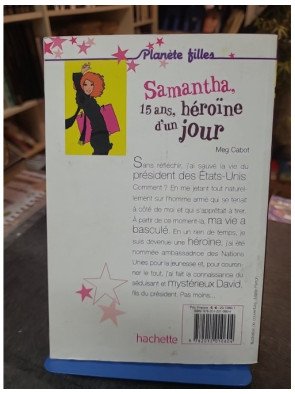 Planète filles
Samantha,
15 ans, héroïne
d'un jour
Meg Cabot
Sans réfléchir, j'ai sauvé la vie du
président des États-Unis.
Comment ? En me jetant tout naturel-
lement sur l'homme armé qui se tenait
à côté de moi et qui s'apprêtait à tirer.
À partir de ce moment-là, ma vie a
basculé. En un rien de temps, je
suis devenue une héroïne, j'ai été
nommée ambassadrice des Nations
Unies pour la jeunesse et, pour couron-
ner le tout, j'ai fait la connaissance du
séduisant et mystérieux David,
fils du président. Pas moins...
hachette